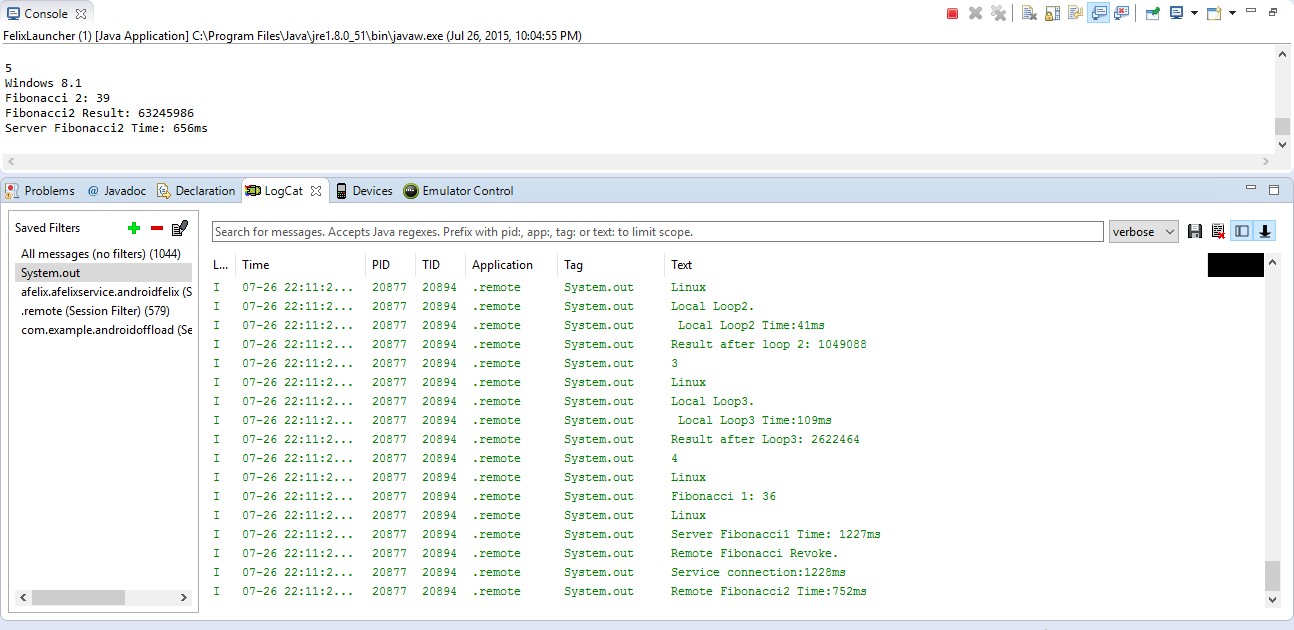 Console
FelixLauncher (1) [Java Application] C:\Program Files\Java\jre1.8.0_51\bin\javaw.exe (Jul 26, 2015, 10:04:55 PM)
5
Windows 8.1
Fibonacci 2: 39
Fibonacci2 Result: 63245986
Server Fibonacci2 Time: 656ms
Problems @ Javadoc Declaration LogCat Devices Emulator Control
Saved Filters
All messages (no filters) (1044)
System.out
afelix.afelixservice.androidfelix (S
.remote (Session Filter) (579)
com.example.androidoffload (Se
Search for messages. Accepts Java regexes. Prefix with pid:, app:, tag: or text: to limit scope.
verbose
L... Time PID TID Application Tag Text
I 07-26 22:11:2... 20877 20894 .remote System.out Linux
I 07-26 22:11:2... 20877 20894 .remote System.out Local Loop2.
I 07-26 22:11:2... 20877 20894 .remote System.out Local Loop2 Time:41ms
I 07-26 22:11:2... 20877 20894 .remote System.out Result after loop 2: 1049088
I 07-26 22:11:2... 20877 20894 .remote System.out 3
I 07-26 22:11:2... 20877 20894 .remote System.out Linux
I 07-26 22:11:2... 20877 20894 .remote System.out Local Loop3.
I 07-26 22:11:2... 20877 20894 .remote System.out Local Loop3 Time:109ms
I 07-26 22:11:2... 20877 20894 .remote System.out Result after Loop3: 2622464
I 07-26 22:11:2... 20877 20894 .remote System.out 4
I 07-26 22:11:2... 20877 20894 .remote System.out Linux
I 07-26 22:11:2... 20877 20894 .remote System.out Fibonacci 1: 36
I 07-26 22:11:2... 20877 20894 .remote System.out Linux
I 07-26 22:11:2... 20877 20894 .remote System.out Server Fibonacci1 Time: 1227ms
I 07-26 22:11:2... 20877 20894 .remote System.out Remote Fibonacci Revoke.
I 07-26 22:11:2... 20877 20894 .remote System.out Service connection:1228ms
I 07-26 22:11:2... 20877 20894 .remote System.out Remote Fibonacci2 Time:752ms